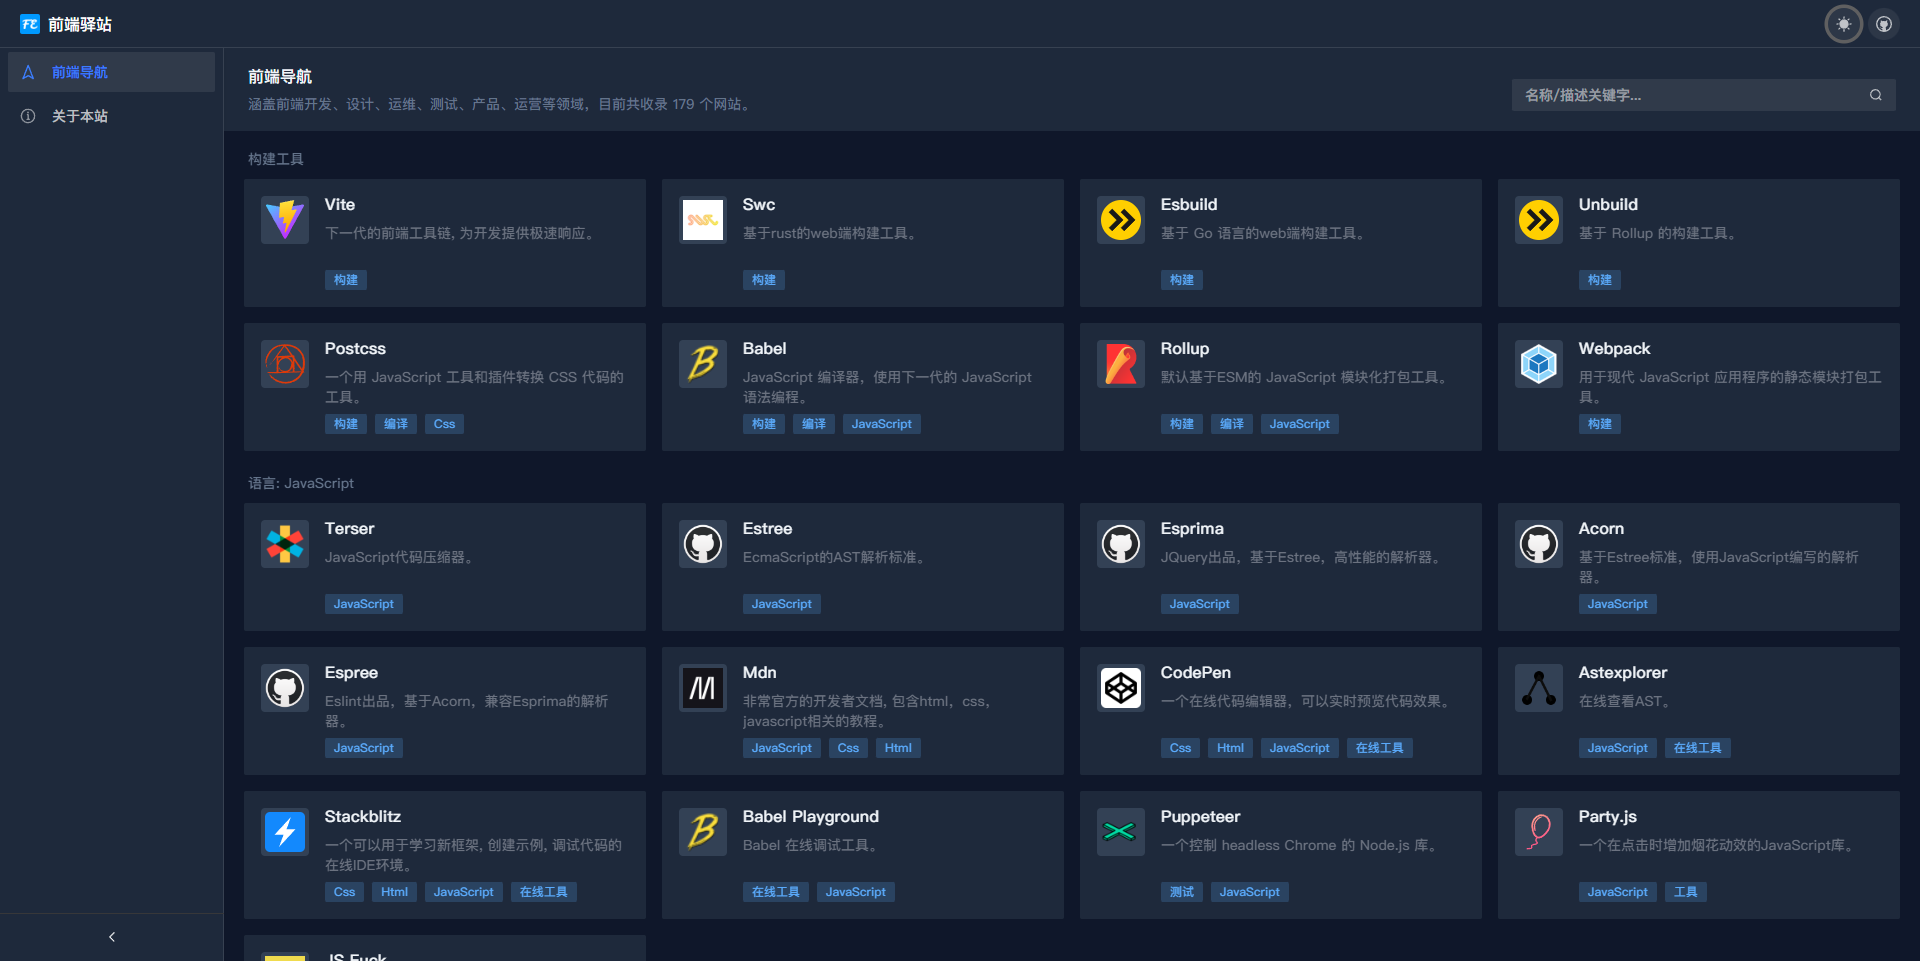 FE 前端驿站
前端导航
关于本站
前端导航
涵盖前端开发、设计、运维、测试、产品、运营等领域，目前共收录 179 个网站。
名称/描述关键字...
构建工具
Vite
下一代的前端工具链, 为开发提供极速响应。
构建
Swc
基于rust的web端构建工具。
构建
Esbuild
基于 Go 语言的web端构建工具。
构建
Unbuild
基于 Rollup 的构建工具。
构建
Postcss
一个用 JavaScript 工具和插件转换 CSS 代码的
工具。
构建 编译 Css
Babel
JavaScript 编译器，使用下一代的 JavaScript
语法编程。
构建 编译 JavaScript
Rollup
默认基于ESM的 JavaScript 模块化打包工具。
构建 编译 JavaScript
Webpack
用于现代 JavaScript 应用程序的静态模块打包工
具。
构建
语言: JavaScript
Terser
JavaScript代码压缩器。
JavaScript
Estree
EcmaScript的AST解析标准。
JavaScript
Esprima
JQuery出品，基于Estree，高性能的解析器。
JavaScript
Acorn
基于Estree标准，使用JavaScript编写的解析
器。
JavaScript
Espree
Eslint出品，基于Acorn，兼容Esprima的解析
器。
JavaScript
Mdn
非常官方的开发者文档, 包含html，css，
javascript相关的教程。
JavaScript Css Html
CodePen
一个在线代码编辑器，可以实时预览代码效果。
Css Html JavaScript 在线工具
Astexplorer
在线查看AST。
JavaScript 在线工具
Stackblitz
一个可以用于学习新框架, 创建示例, 调试代码的
在线IDE环境。
Css Html JavaScript 在线工具
Babel Playground
Babel 在线调试工具。
在线工具 JavaScript
Puppeteer
一个控制 headless Chrome 的 Node.js 库。
测试 JavaScript
Party.js
一个在点击时增加烟花动效的JavaScript库。
JavaScript 工具
JS Fuck